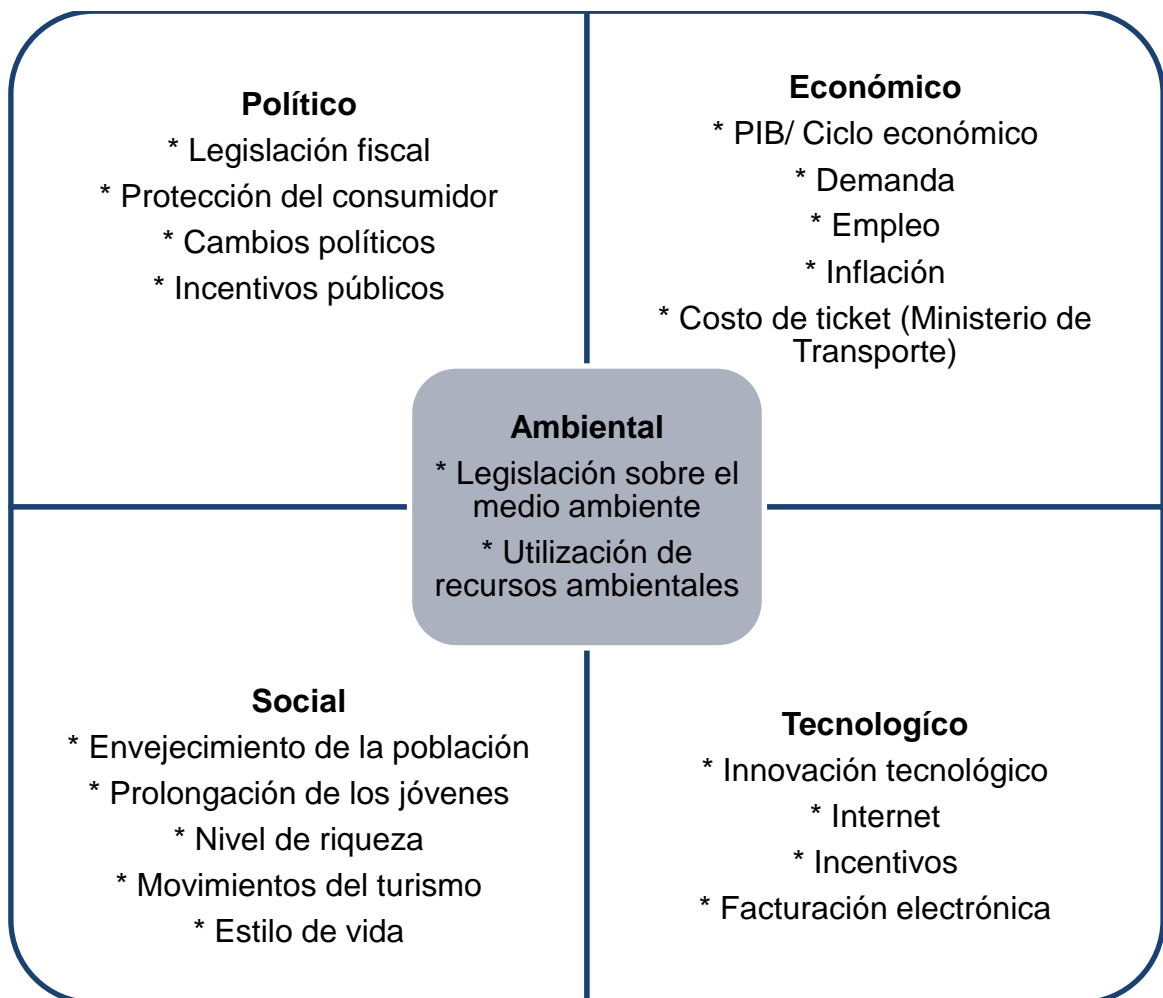 Político
* Legislación fiscal
* Protección del consumidor
* Cambios políticos
* Incentivos públicos
Económico
* PIB/ Ciclo económico
* Demanda
* Empleo
* Inflación
* Costo de ticket (Ministerio de
Transporte)
Ambiental
* Legislación sobre el
medio ambiente
* Utilización de
recursos ambientales
Social
* Envejecimiento de la población
* Prolongación de los jóvenes
* Nivel de riqueza
* Movimientos del turismo
* Estilo de vida
Tecnologíco
* Innovación tecnológico
* Internet
* Incentivos
* Facturación electrónica